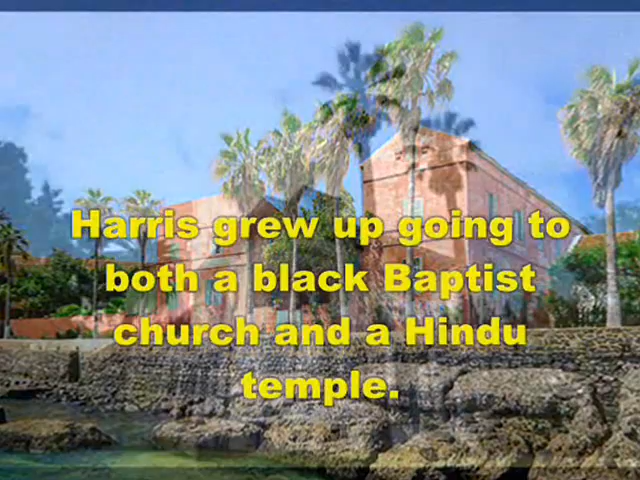 Harris grew up going to
both a black Baptist
church and a Hindu
temple.